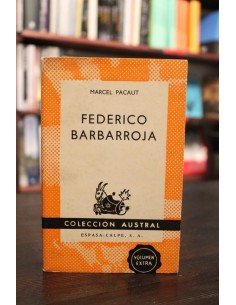 MARCEL PACAUT
FEDERICO
BARBARROJA
COLECCION AUSTRAL
ESPASA-CALPE, S. A.
VOLUMEN
EXTRA